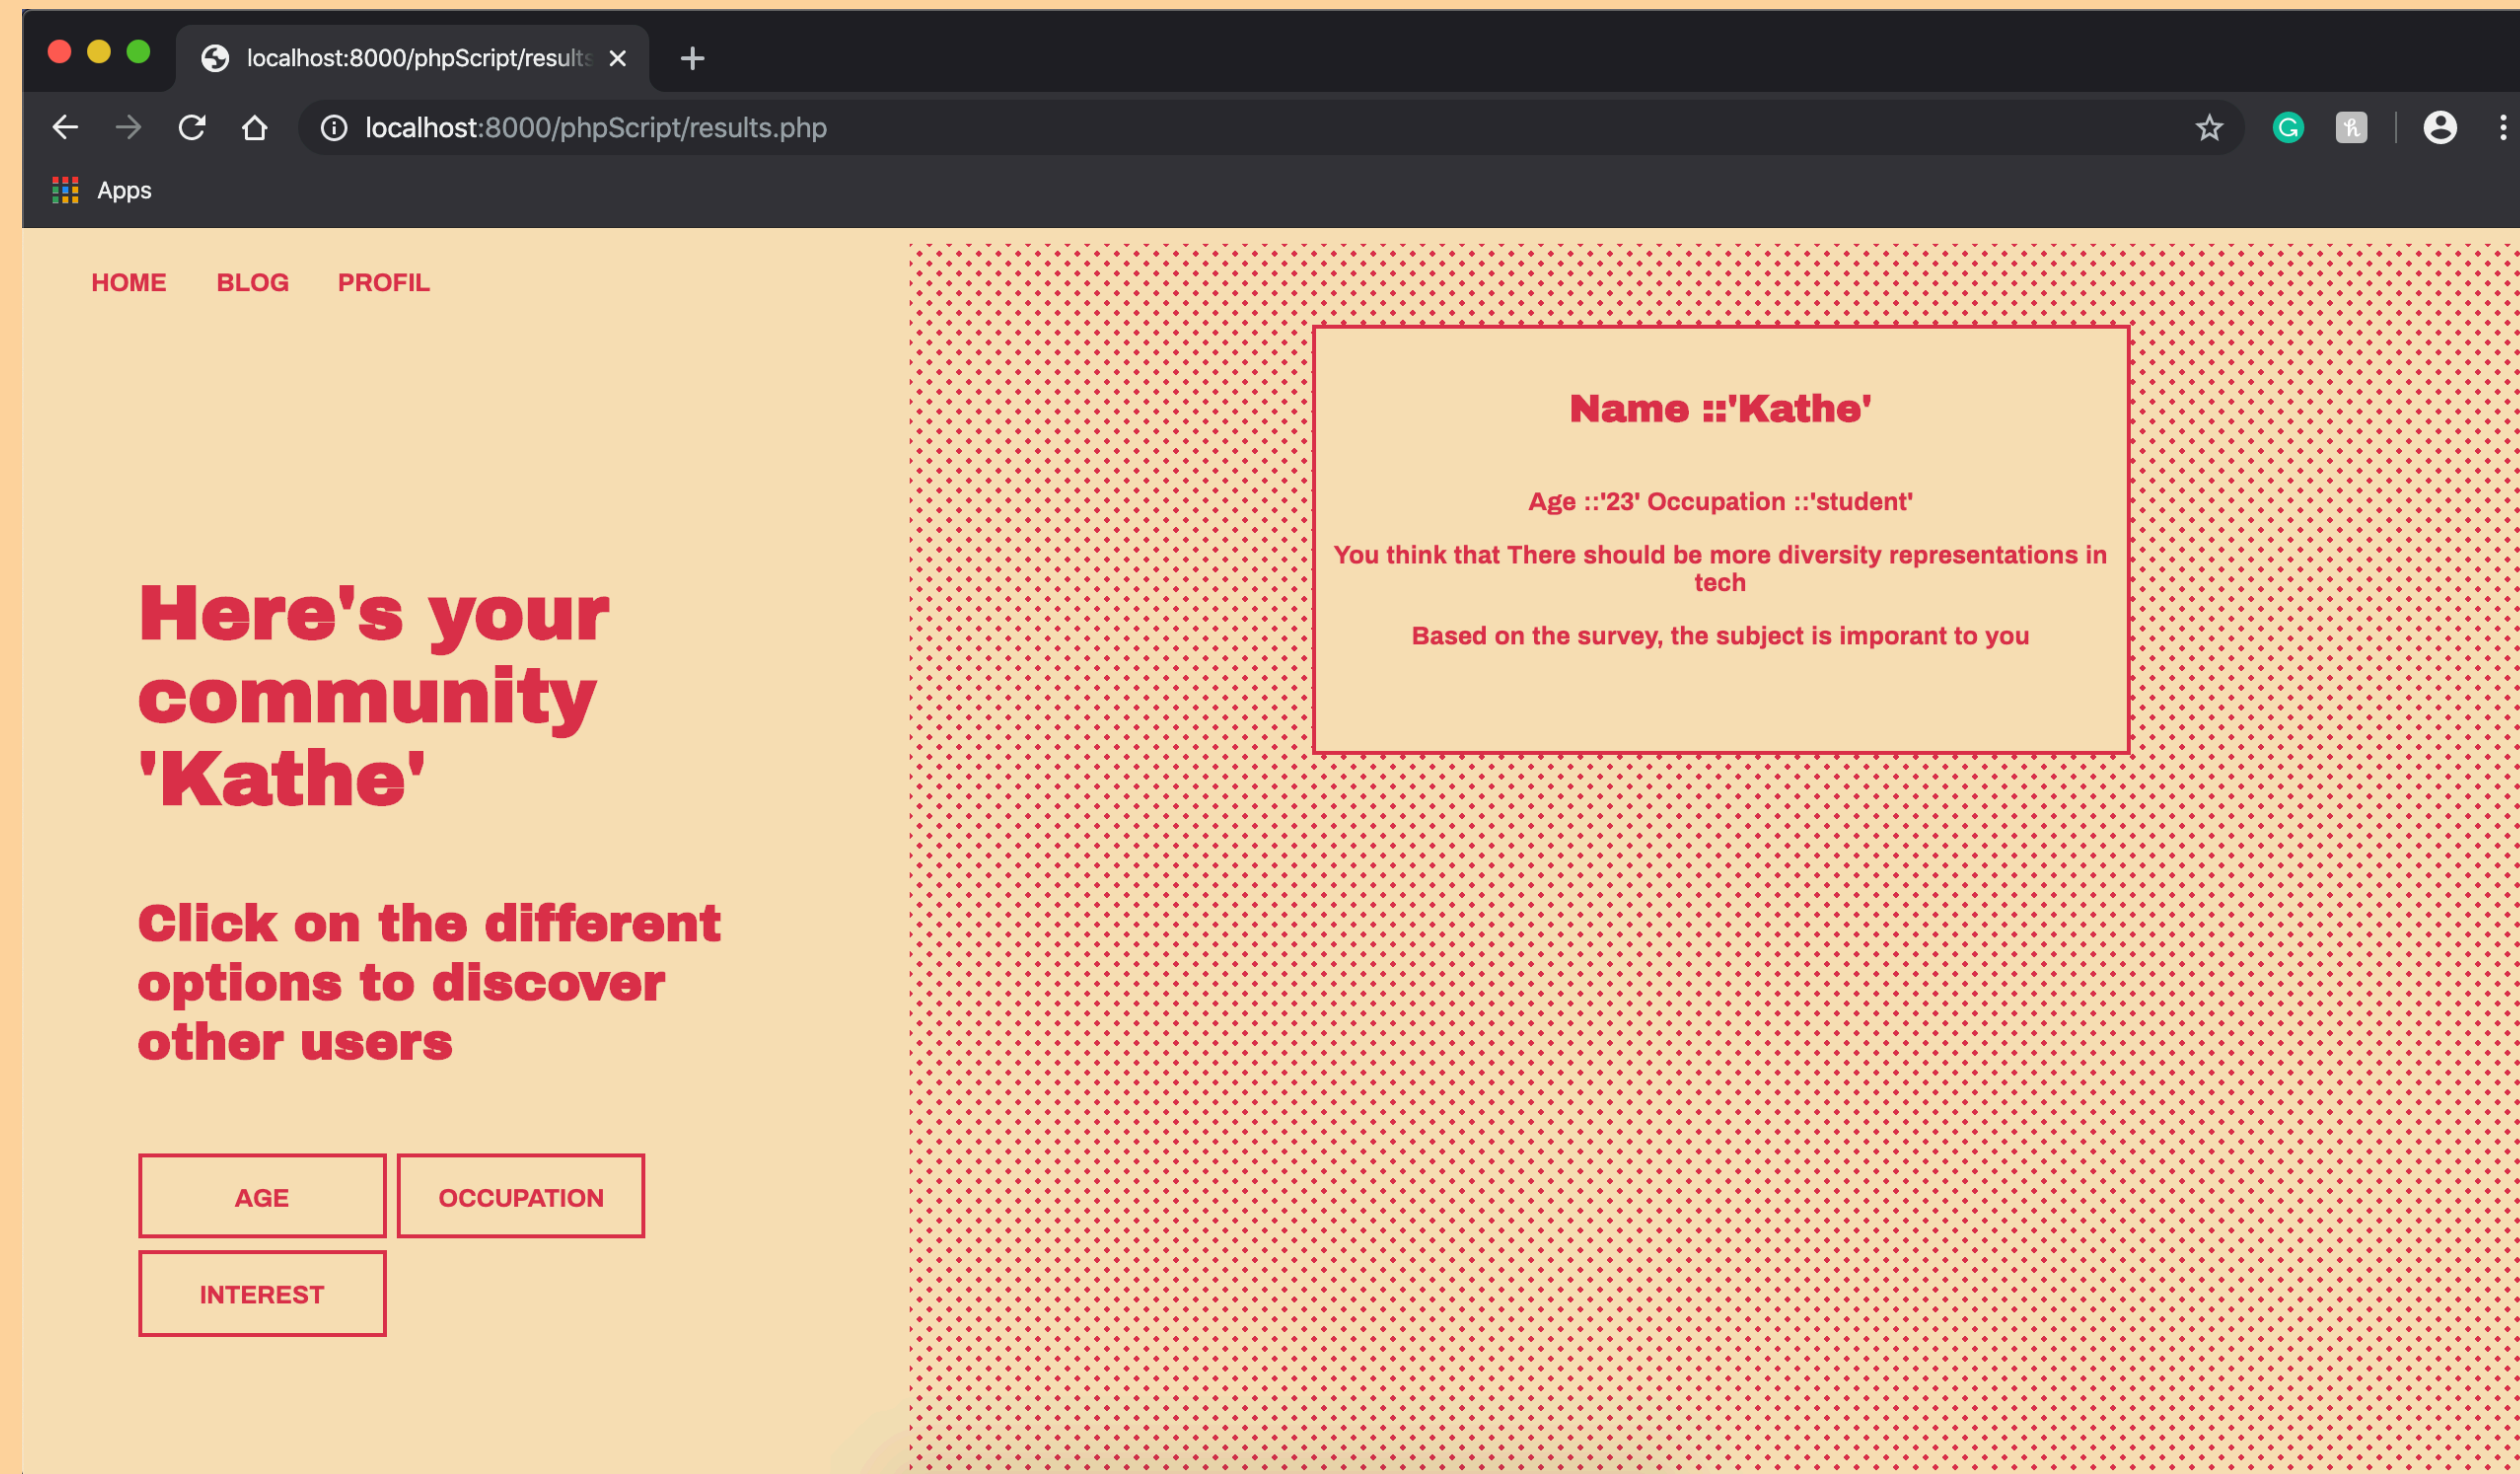 localhost:8000/phpScript/results
localhost:8000/phpScript/results.php
Apps
HOME BLOG PROFIL
Here's your
community
'Kathe'
Click on the different
options to discover
other users
AGE OCCUPATION
INTEREST
Name ::'Kathe'
Age ::'23' Occupation ::'student'
You think that There should be more diversity representations in
tech
Based on the survey, the subject is imporant to you